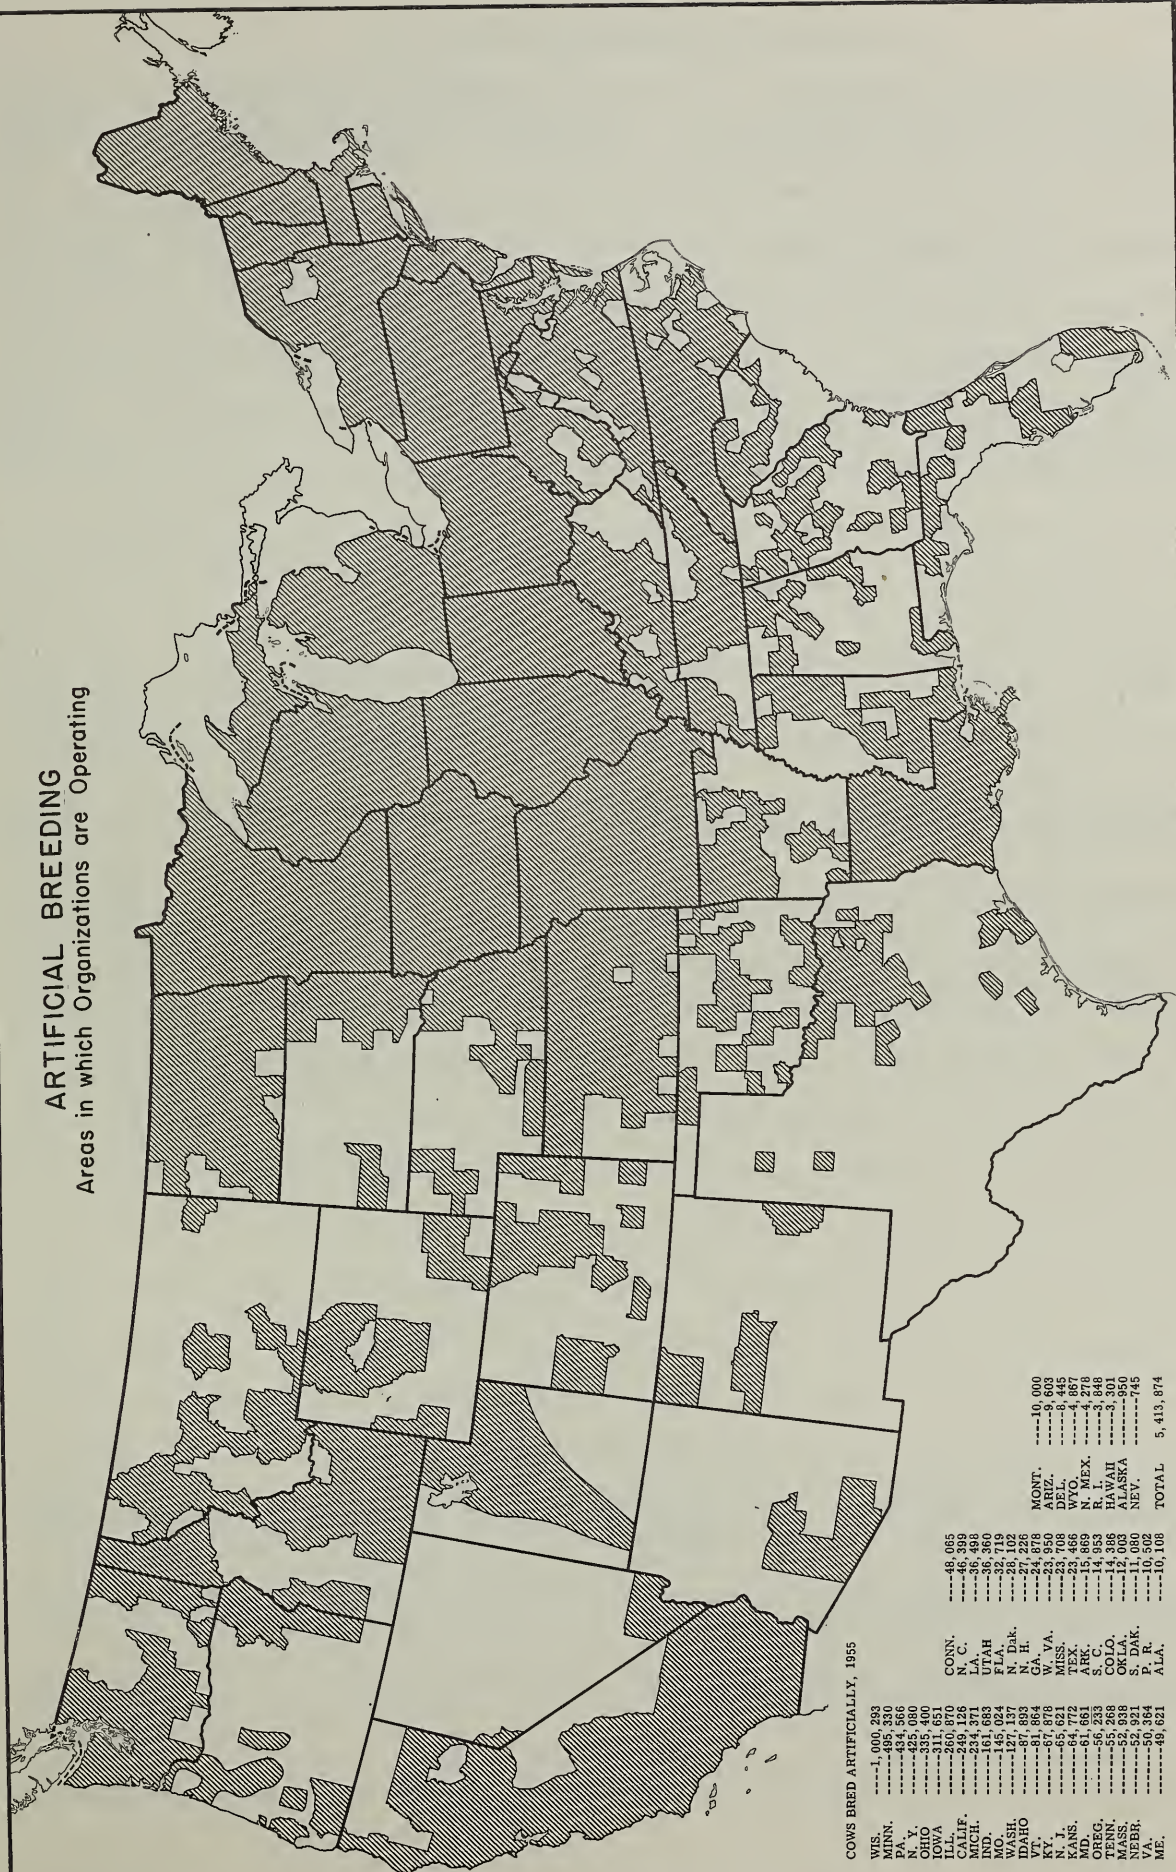 ARTIFICIAL BREEDING
Areas in which Organizations are Operating
COWS BRED ARTIFICIALLY, 1955
WIS. ----1,000,293
MINN. ------495,330
PA. ------434,566
N. Y. ------425,080
OHIO ------335,400
IOWA ------311,651
ILL. ------260,870
CALIF. ------249,126
MICH. ------234,371
IND. ------161,683
MO. ------145,024
WASH. ------127,197
IDAHO -------87,893
VT. -------81,864
KY. -------67,878
N. J. -------65,621
KANS. -------64,772
MD. -------61,661
OREG. -------56,233
TENN. -------55,268
MASS. -------52,998
NEBR. -------52,921
VA. -------50,364
ME. -------49,621
CONN. ------48,065
N. C. ------46,399
LA. ------36,498
UTAH ------36,360
FLA. ------32,719
N. Dak. ------28,102
N. H. ------27,226
GA. ------24,878
W. VA. ------23,950
MISS. ------23,708
TEX. ------23,466
ARK. ------15,869
S. C. ------14,953
COLO. ------14,386
OKLA. ------12,003
S. DAK. ------11,080
P. R. ------10,502
ALA. ------10,108
MONT. ----10,000
ARIZ. -----9,603
DEL. -----8,445
WYO. -----4,867
N. MEX. -----4,278
R. I. -----3,848
HAWAII -----3,301
ALASKA -------950
NEV. -------745
TOTAL 5,413,874